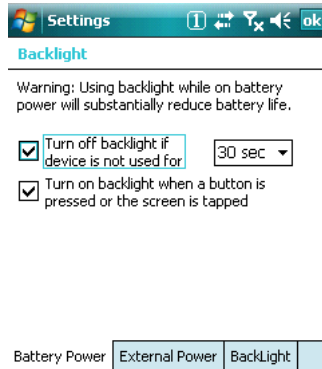 Settings 1 ok
Backlight
Warning: Using backlight while on battery
power will substantially reduce battery life.
Turn off backlight if
device is not used for
30 sec
Turn on backlight when a button is
pressed or the screen is tapped
Battery Power External Power BackLight